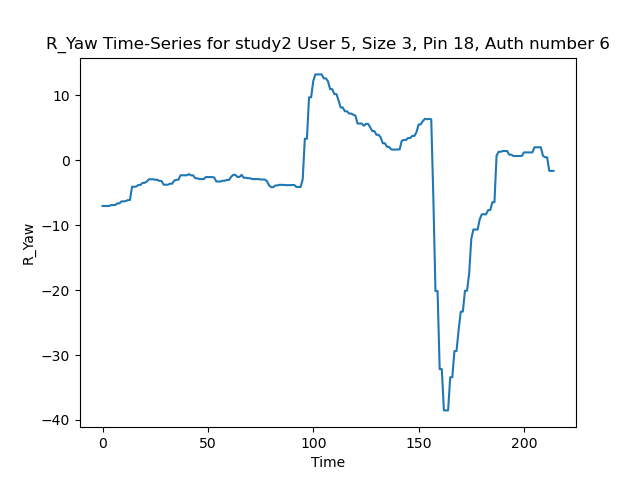 R_Yaw Time-Series for study2 User 5, Size 3, Pin 18, Auth number 6
R_Yaw
10
0
−10
−20
−30
−40
0 50 100 150 200
Time